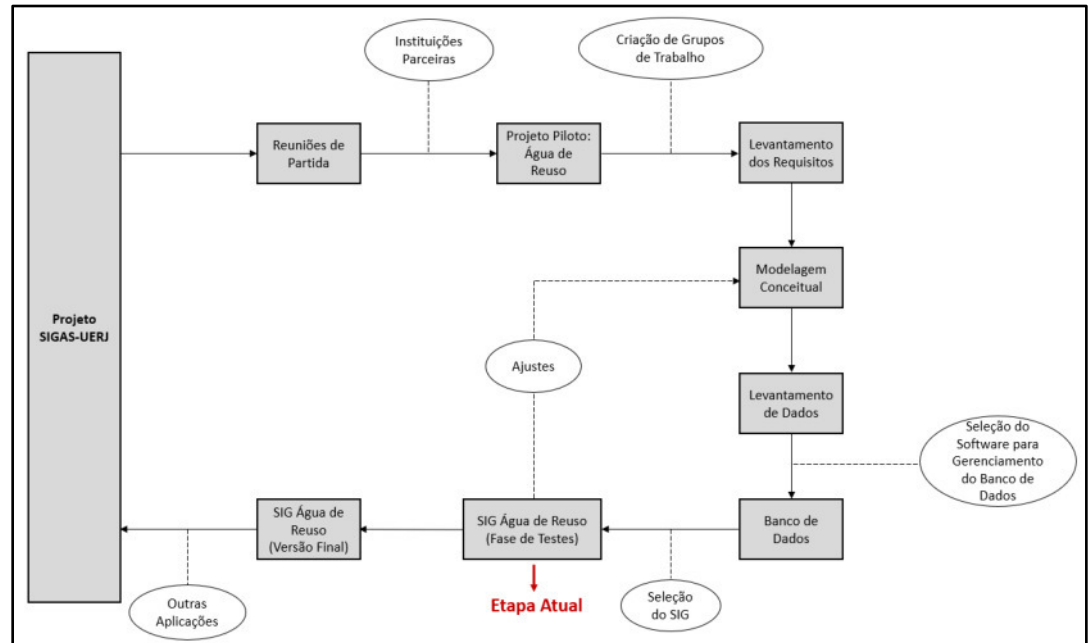 Instituições
Parceiras
Criação de Grupos
de Trabalho
Reuniões de
Partida
Projeto Piloto:
Água de
Reuso
Levantamento
dos Requisitos
Modelagem
Conceitual
Projeto
SIGAS-UERJ
Ajustes
Levantamento
de Dados
Seleção do
Software para
Gerenciamento
do Banco de
Dados
SIG Água de
Reuso
(Versão Final)
SIG Água de Reuso
(Fase de Testes)
Banco de
Dados
Etapa Atual
Outras
Aplicações
Seleção
do SIG